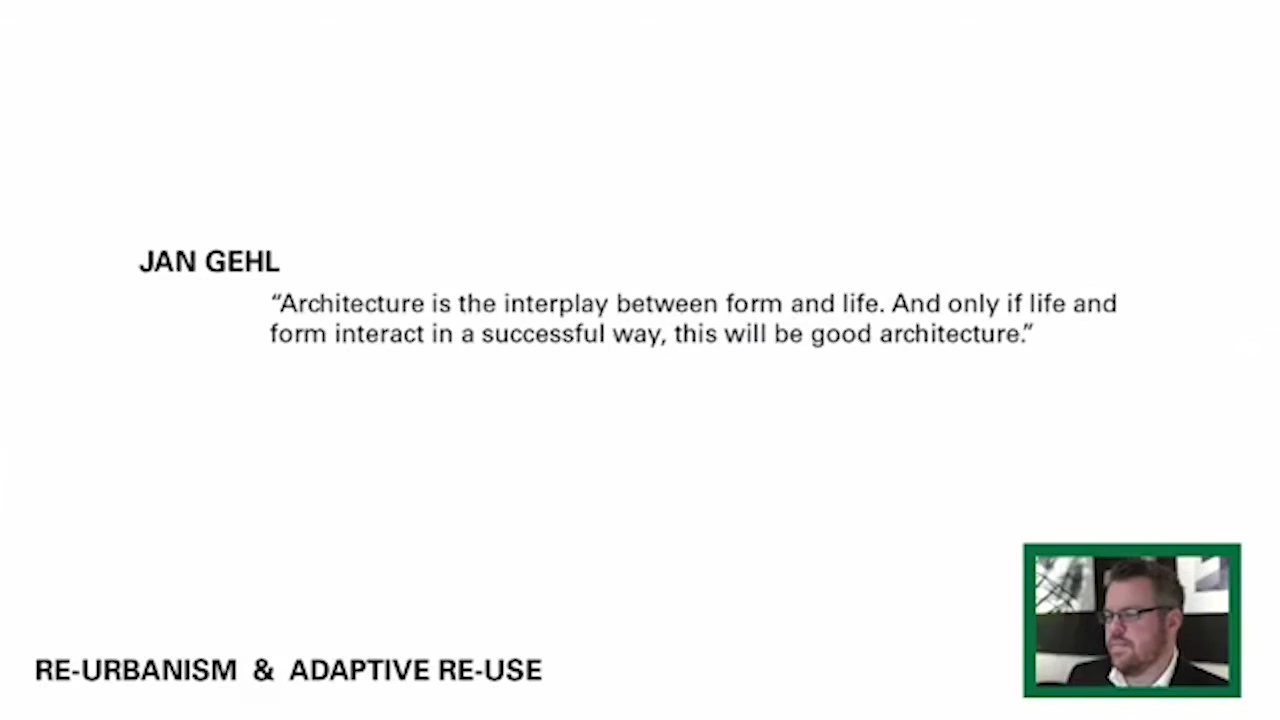 JAN GEHL
“Architecture is the interplay between form and life. And only if life and
form interact in a successful way, this will be good architecture.”
RE-URBANISM & ADAPTIVE RE-USE